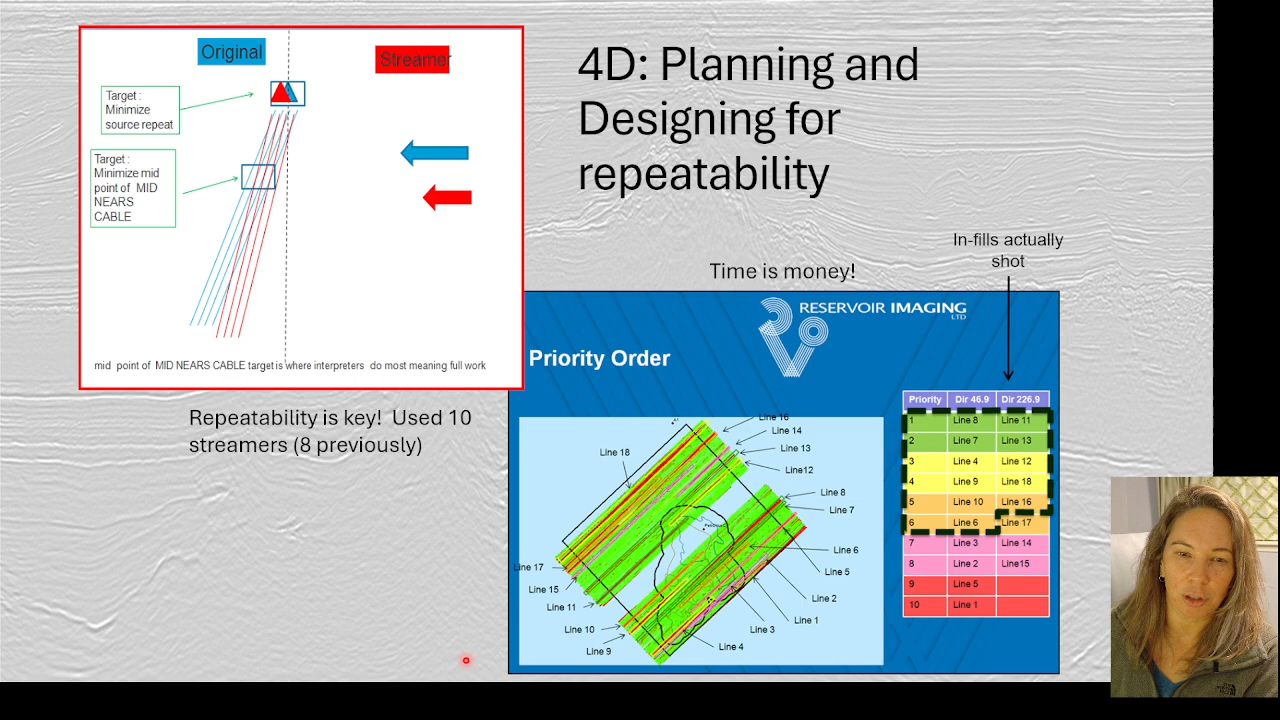 Original
Streamer
Target :
Minimize
source repeat
Target :
Minimize mid
point of MID
NEARS
CABLE
mid point of MID NEARS CABLE target is where interpreters do most meaning full work
4D: Planning and
Designing for
repeatability
Repeatability is key! Used 10
streamers (8 previously)
Time is money!
In-fills actually
shot
RESERVOIR IMAGING
LTD
Priority Order
Line 16
Line 14
Line 13
Line12
Line 18
Line 8
Line 7
Line 6
Line 5
Line 2
Line 1
Line 3
Line 4
Line 17
Line 15
Line 11
Line 10
Line 9
Priority Dir 46.9 Dir 226.9
1 Line 8 Line 11
2 Line 7 Line 13
3 Line 4 Line 12
4 Line 9 Line 18
5 Line 10 Line 16
6 Line 6 Line 17
7 Line 3 Line 14
8 Line 2 Line15
9 Line 5
10 Line 1